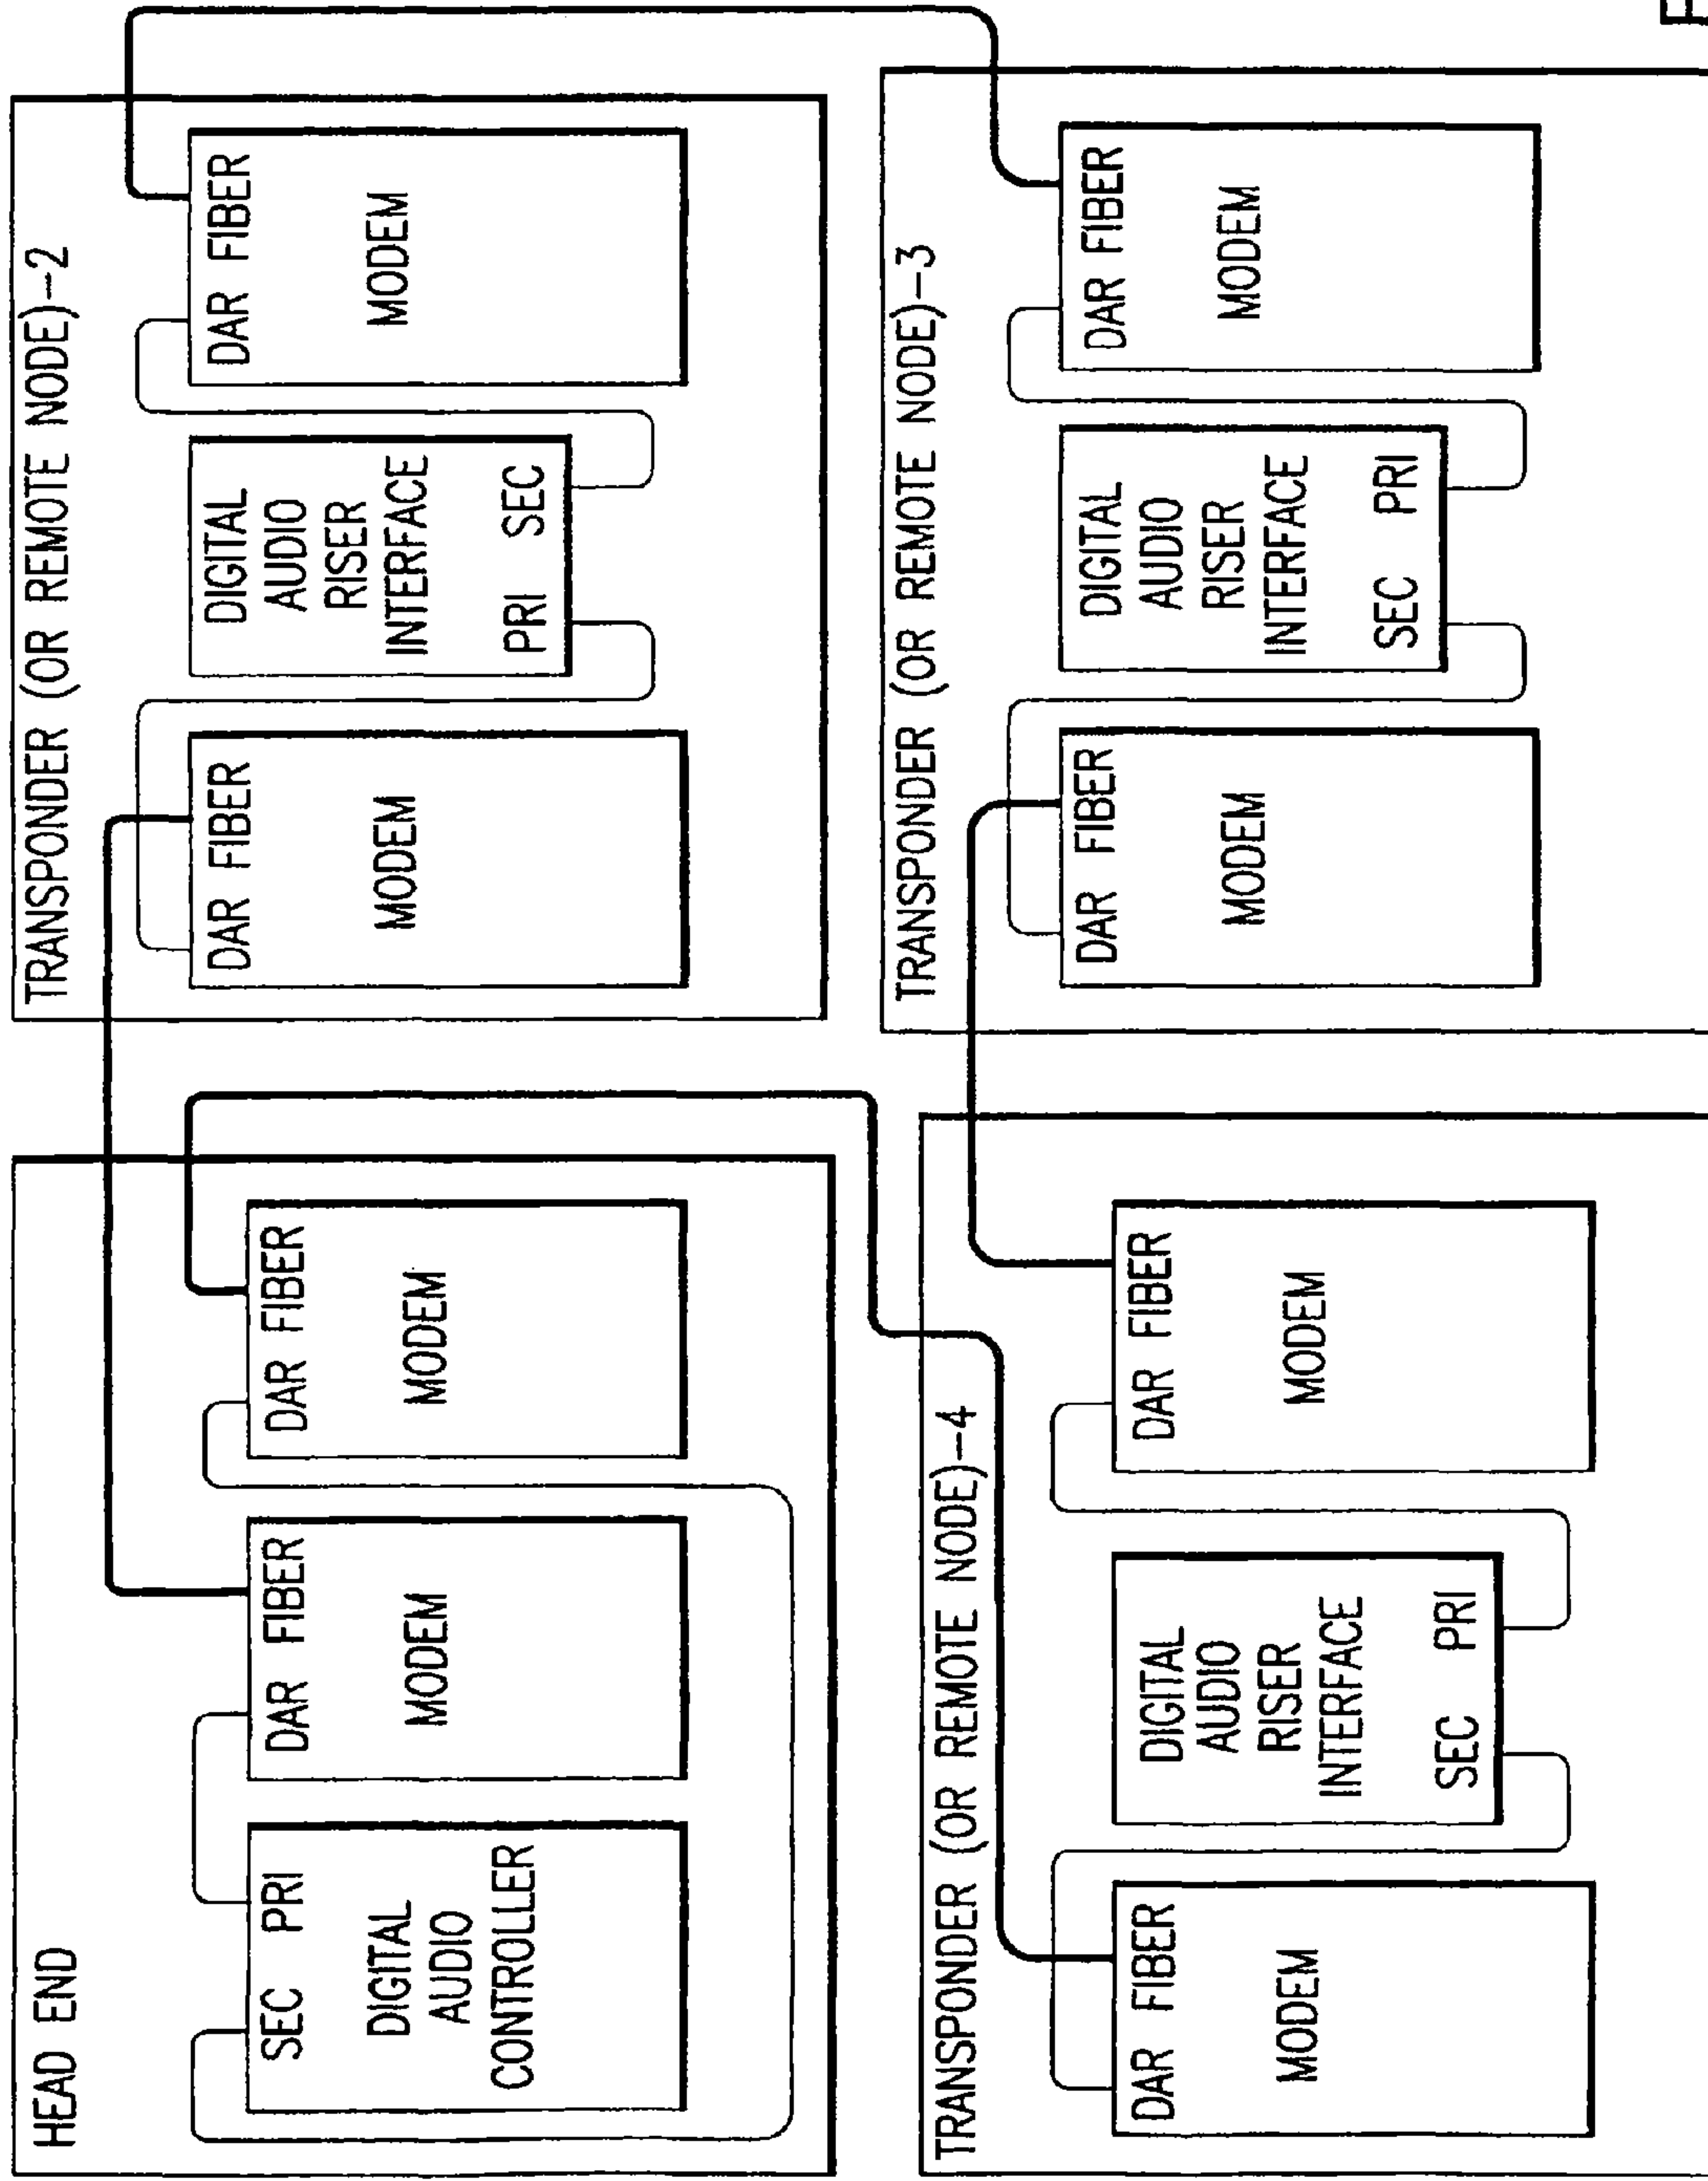 HEAD END
SEC PRI
DIGITAL
AUDIO
CONTROLLER
DAR FIBER
MODEM
DAR FIBER
MODEM
TRANSPONDER (OR REMOTE NODE)-2
DAR FIBER
MODEM
DIGITAL
AUDIO
RISER
INTERFACE
PRI SEC
DAR FIBER
MODEM
TRANSPONDER (OR REMOTE NODE)-4
DAR FIBER
MODEM
DIGITAL
AUDIO
RISER
INTERFACE
SEC PRI
DAR FIBER
MODEM
TRANSPONDER (OR REMOTE NODE)-3
DAR FIBER
MODEM
DIGITAL
AUDIO
RISER
INTERFACE
SEC PRI
DAR FIBER
MODEM